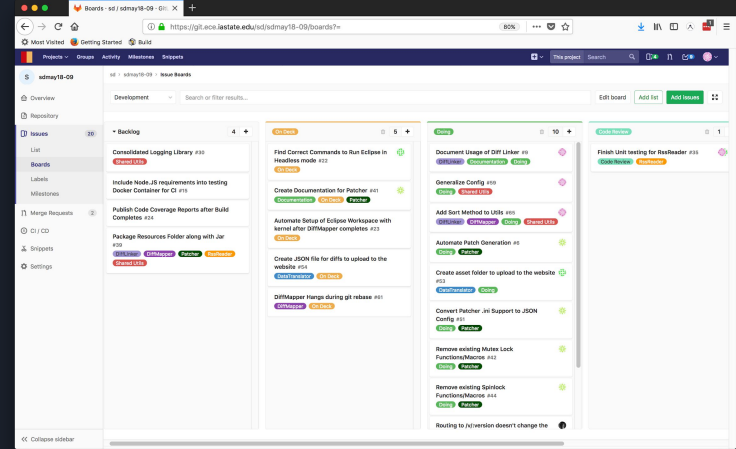 Boards · sd / sdmay18-09 · Git
https://git.ece.iastate.edu/sd/sdmay18-09/boards?=
80%
Most Visited Getting Started Building
Projects Groups Activity Milestones Snippets
This project Search
S sdmay18-09
sd › sdmay18-09 › Issue Boards
Overview
Repository
Issues 20
List
Boards
Labels
Milestones
Merge Requests 2
CI / CD
Snippets
Settings
Collapse sidebar
Development Search or filter results... Edit board Add list Add issues
Backlog 4 +
Consolidated Logging Library #30
Shared Utils
Include Node.JS requirements into testing
Docker Container for CI #15
Publish Code Coverage Reports after Build
Completes #24
Package Resources Folder along with Jar
#39
DiffLinker DiffMapper Patcher RssReader
Shared Utils
On Deck 5 +
Find Correct Commands to Run Eclipse in
Headless mode #22
On Deck
Create Documentation for Patcher #41
Documentation On Deck Patcher
Automate Setup of Eclipse Workspace with
kernel after DiffMapper completes #23
On Deck
Create JSON file for diffs to upload to the
website #54
DataTranslator On Deck
DiffMapper Hangs during git rebase #61
DiffMapper On Deck
Doing 10 +
Document Usage of Diff Linker #9
DiffLinker Documentation Doing
Generalize Config #59
Doing Shared Utils
Add Sort Method to Utils #65
DiffLinker DiffMapper Doing Shared Utils
Automate Patch Generation #6
Doing Patcher
Create asset folder to upload to the website
#53
DataTranslator Doing
Convert Patcher .ini Support to JSON
Config #51
Doing Patcher
Remove existing Mutex Lock
Functions/Macros #42
Doing Patcher
Remove existing Spinlock
Functions/Macros #44
Doing Patcher
Routing to /v/:version doesn't change the
Code Review 1
Finish Unit testing for RssReader #35
Code Review RssReader